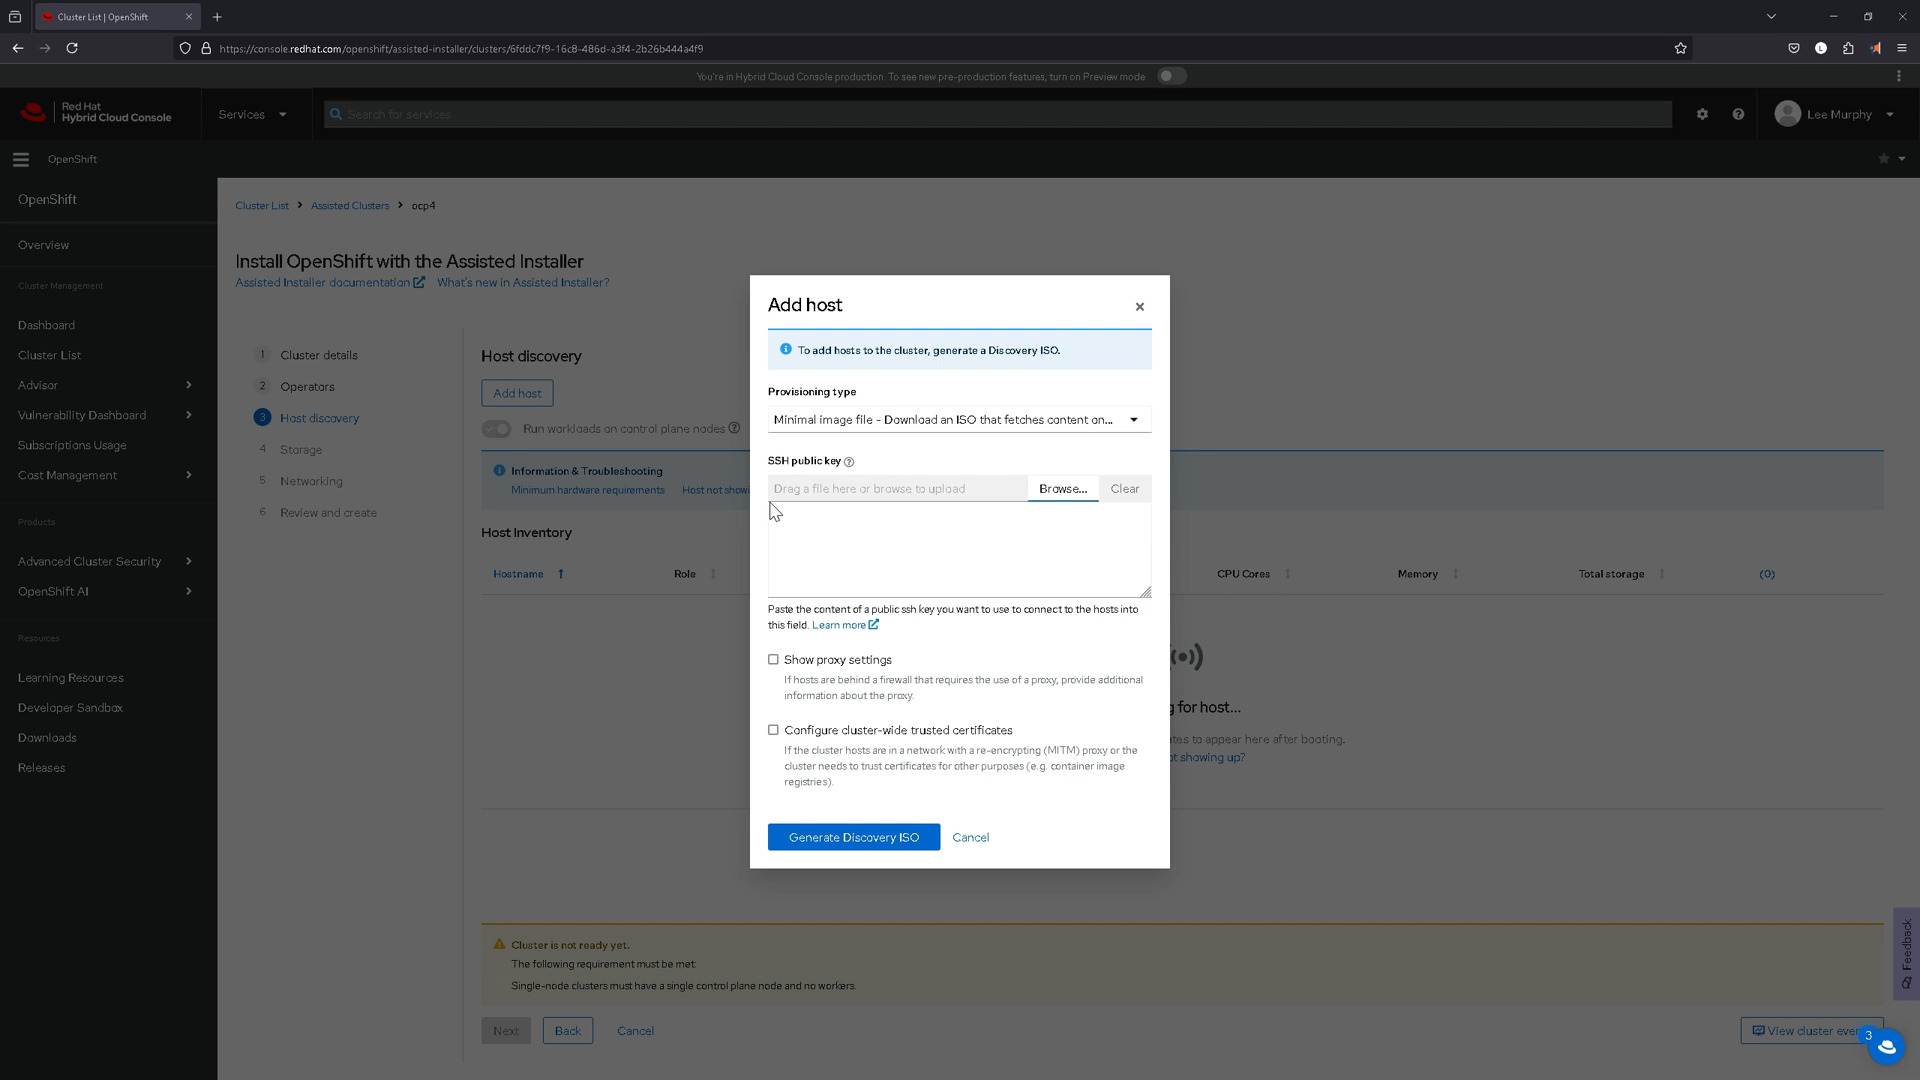 Cluster List | OpenShift
https://console.redhat.com/openshift/assisted-installer/clusters/6fddc7f9-16c8-486d-a3f4-2b26b444a4f9
You're in Hybrid Cloud Console production. To see new pre-production features, turn on Preview mode
Red Hat
Hybrid Cloud Console
Services
Search for services
Lee Murphy
OpenShift
OpenShift
Overview
Cluster Management
Dashboard
Cluster List
Advisor
Vulnerability Dashboard
Subscriptions Usage
Cost Management
Products
Advanced Cluster Security
OpenShift AI
Resources
Learning Resources
Developer Sandbox
Downloads
Releases
Cluster List > Assisted Clusters > ocp4
Install OpenShift with the Assisted Installer
Assisted Installer documentation What's new in Assisted Installer?
1 Cluster details
2 Operators
3 Host discovery
4 Storage
5 Networking
6 Review and create
Host discovery
Add host
Run workloads on control plane nodes
Information & Troubleshooting
Minimum hardware requirements Host not show
Host Inventory
Hostname Role CPU Cores Memory Total storage (0)
g for host...
ates to appear here after booting.
ot showing up?
Add host
To add hosts to the cluster, generate a Discovery ISO.
Provisioning type
Minimal image file - Download an ISO that fetches content on...
SSH public key
Drag a file here or browse to upload Browse... Clear
Paste the content of a public ssh key you want to use to connect to the hosts into
this field. Learn more
Show proxy settings
If hosts are behind a firewall that requires the use of a proxy, provide additional
information about the proxy.
Configure cluster-wide trusted certificates
If the cluster hosts are in a network with a re-encrypting (MITM) proxy or the
cluster needs to trust certificates for other purposes (e.g. container image
registries).
Generate Discovery ISO Cancel
Cluster is not ready yet.
The following requirement must be met:
Single-node clusters must have a single control plane node and no workers.
Next Back Cancel
View cluster even
3
Feedback